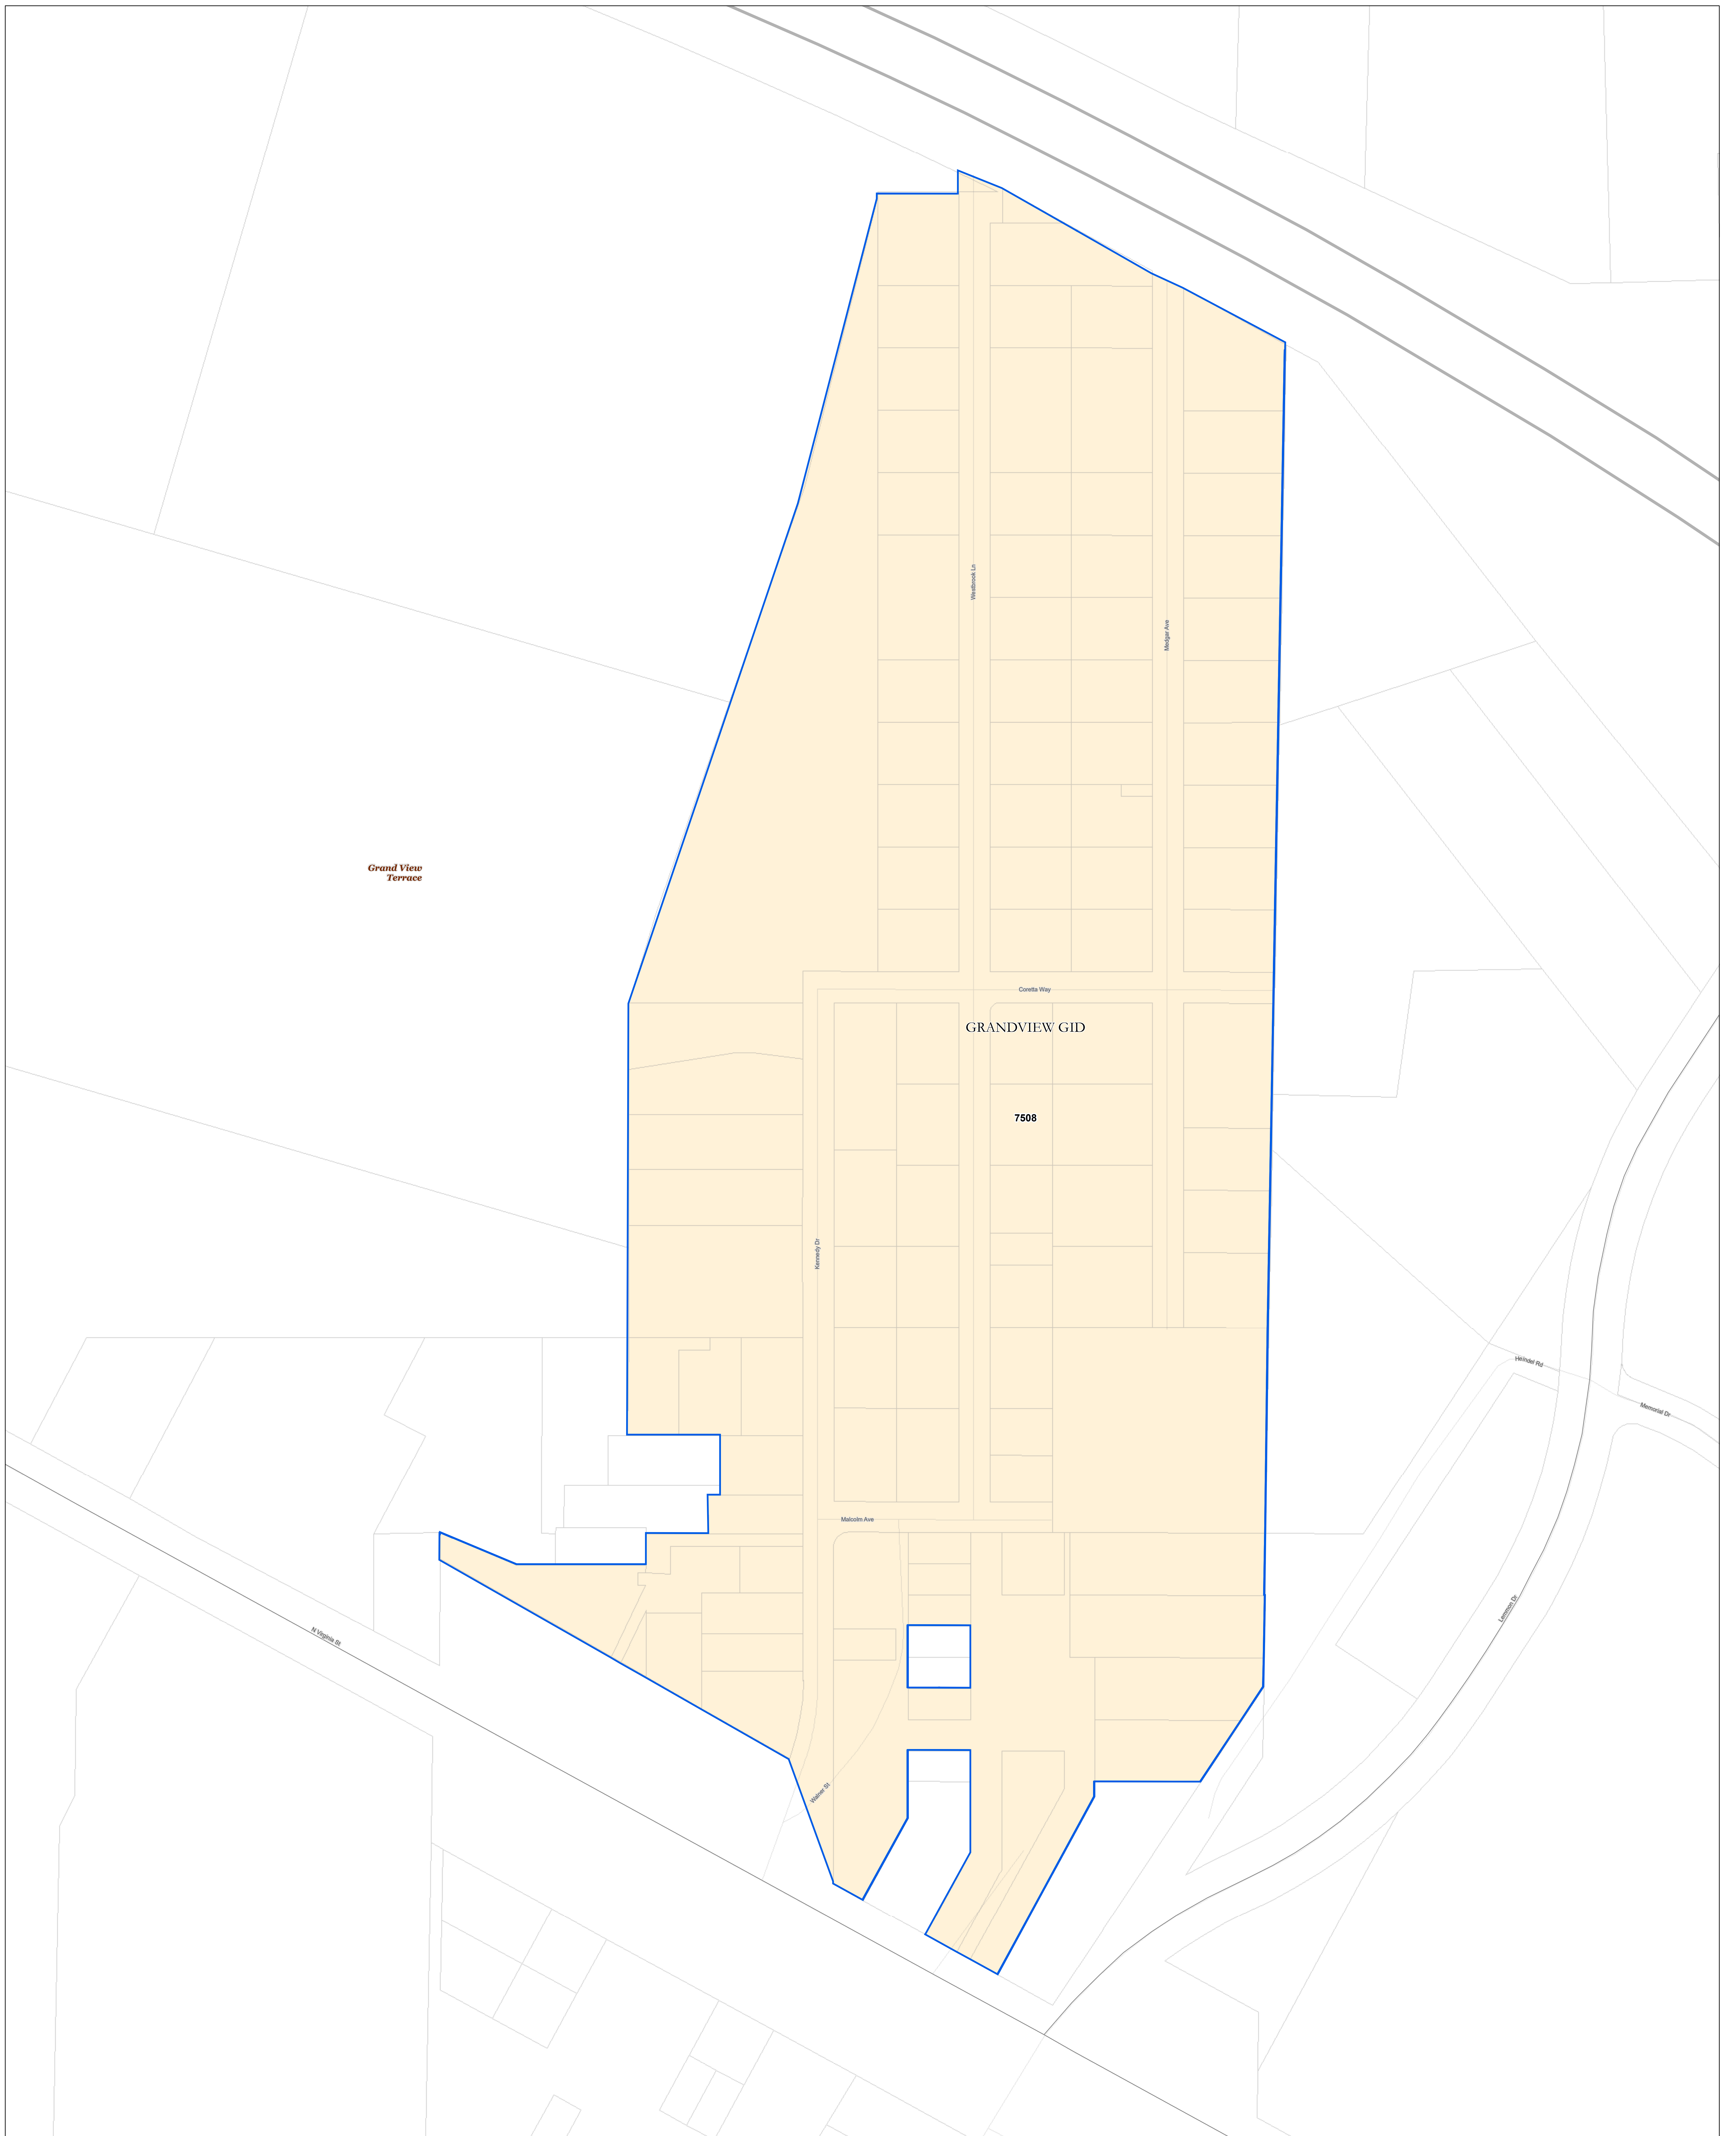 Westbrook Ln
Medgar Ave
Grand View
Terrace
Coretta Way
GRANDVIEW GID
7508
Kennedy Dr
Heindel Rd
Memorial Dr
Malcolm Ave
Lemmon Dr
N Virginia St
Watner St